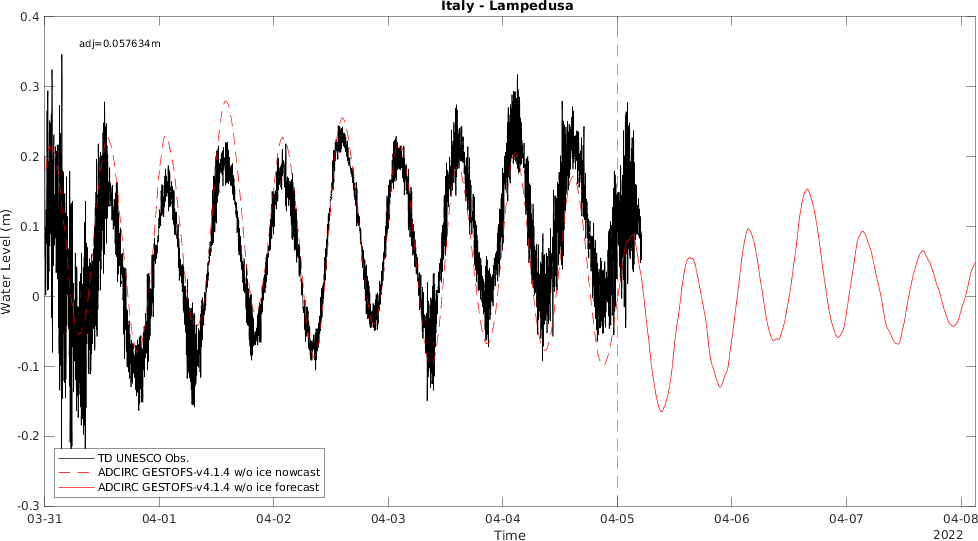 Italy - Lampedusa
adj=0.057634m
Water Level (m)
0.4
0.3
0.2
0.1
0
-0.1
-0.2
-0.3
TD UNESCO Obs.
ADCIRC GESTOFS-v4.1.4 w/o ice nowcast
ADCIRC GESTOFS-v4.1.4 w/o ice forecast
03-31 04-01 04-02 04-03 04-04 04-05 04-06 04-07 04-08
Time
2022